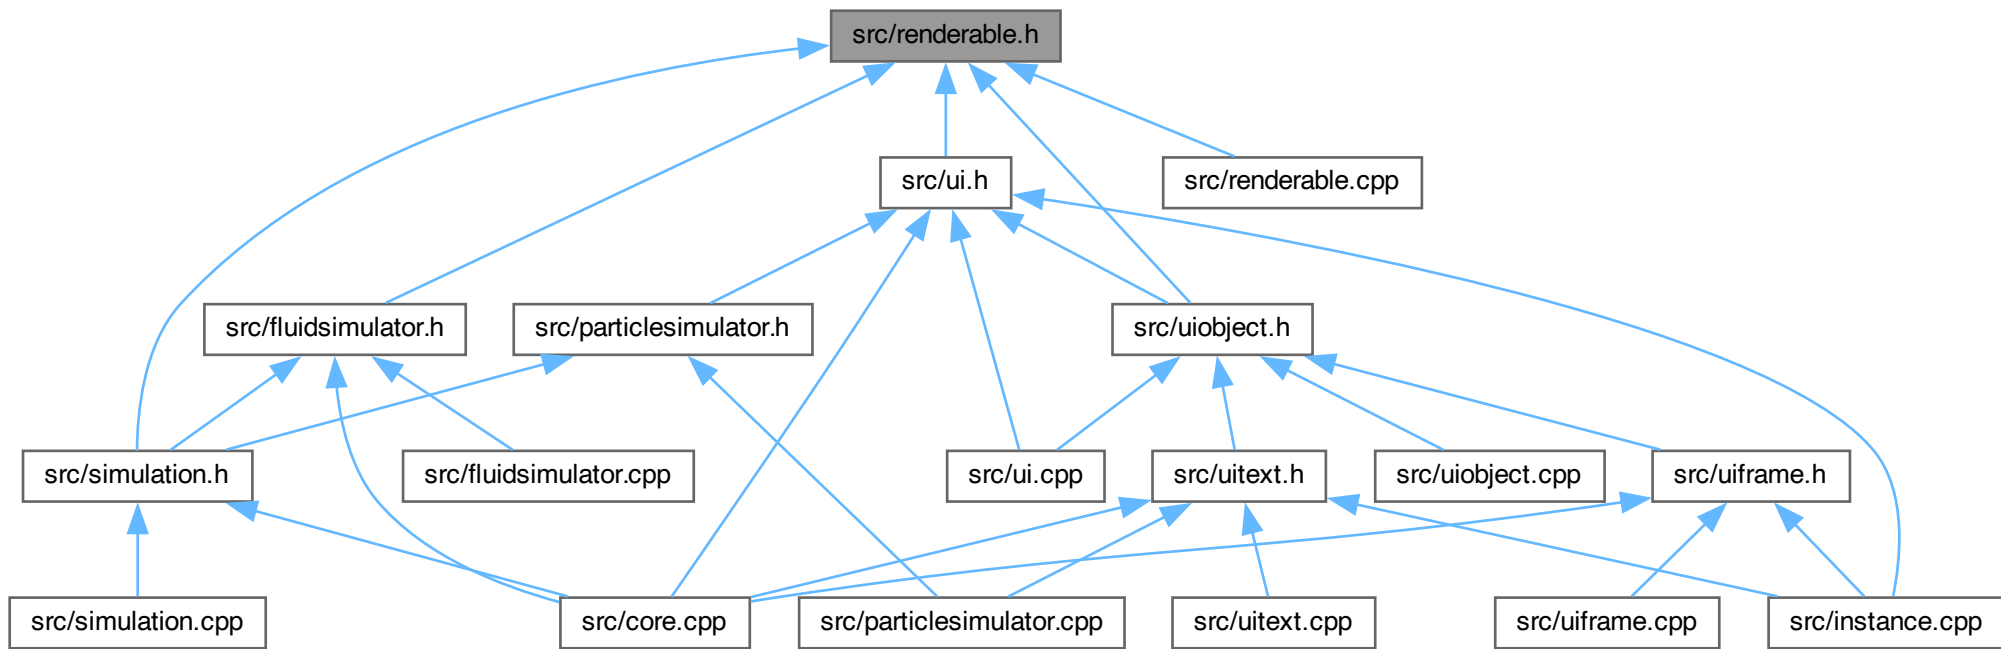 src/renderable.h
src/ui.h
src/renderable.cpp
src/fluidsimulator.h
src/particlesimulator.h
src/uiobject.h
src/simulation.h
src/fluidsimulator.cpp
src/ui.cpp
src/uitext.h
src/uiobject.cpp
src/uiframe.h
src/simulation.cpp
src/core.cpp
src/particlesimulator.cpp
src/uitext.cpp
src/uiframe.cpp
src/instance.cpp